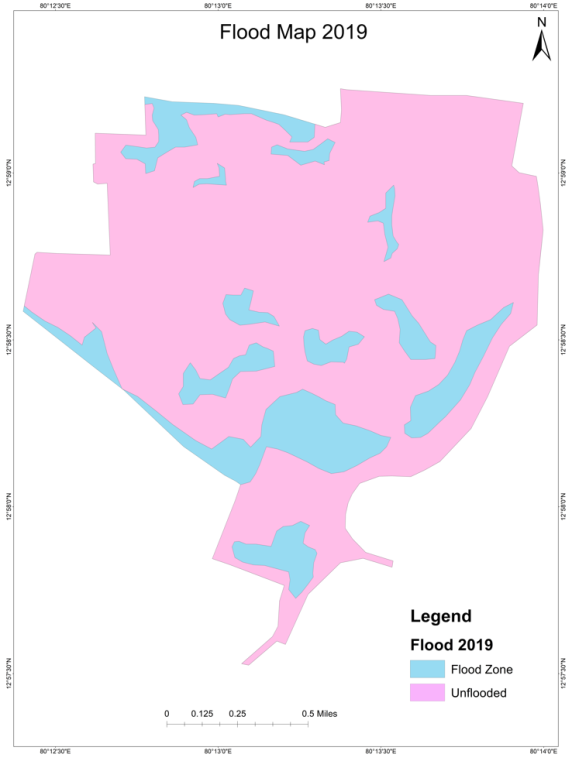 80°12'30"E 80°13'0"E 80°13'30"E 80°14'0"E
Flood Map 2019
N
12°59'0"N 12°59'0"N
12°58'30"N 12°58'30"N
12°58'0"N 12°58'0"N
12°57'30"N 12°57'30"N
Legend
Flood 2019
Flood Zone
Unflooded
0 0.125 0.25 0.5 Miles
80°12'30"E 80°13'0"E 80°13'30"E 80°14'0"E